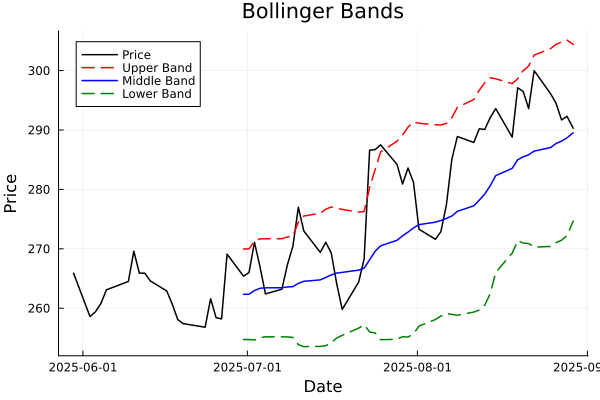 Bollinger Bands
Price
Upper Band
Middle Band
Lower Band
300
290
280
270
260
Price
2025-06-01
2025-07-01
2025-08-01
2025-09
Date